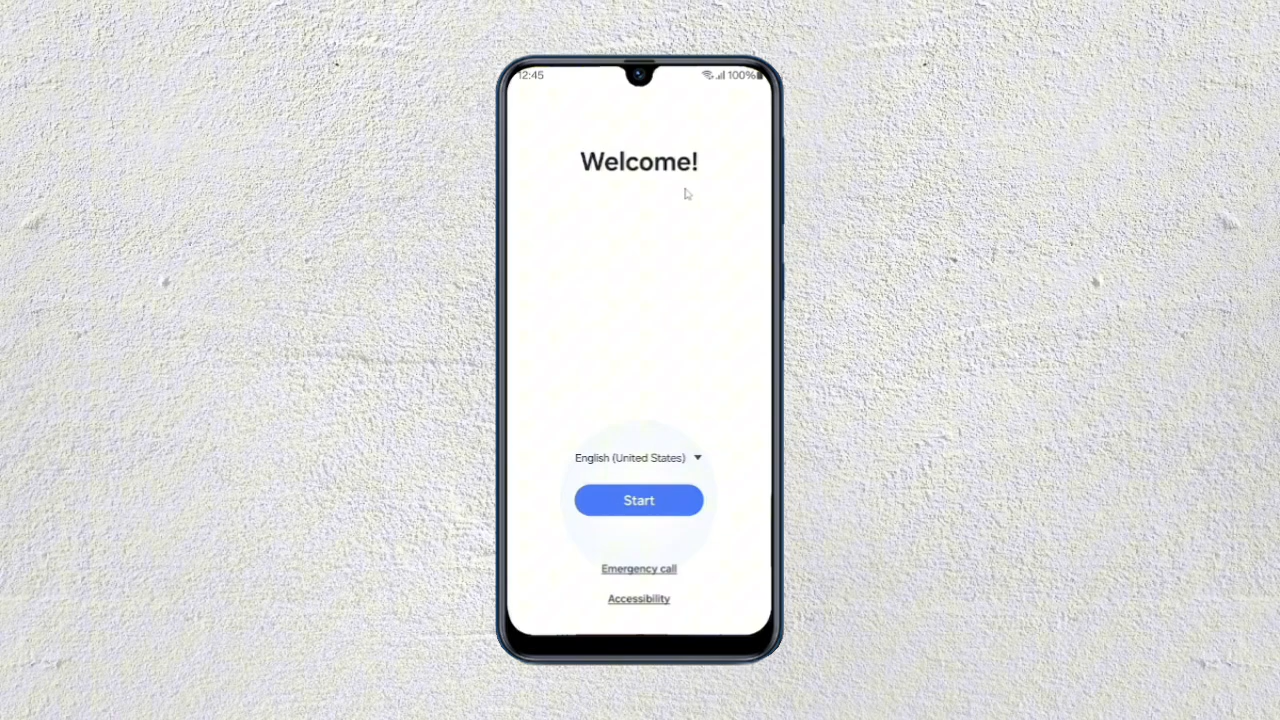 12:45
100%
Welcome!
English (United States)
Start
Emergency call
Accessibility